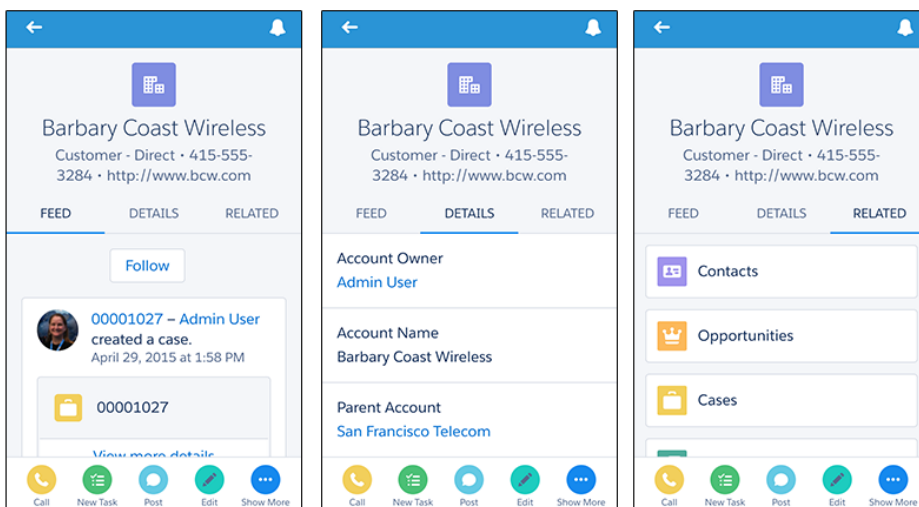 Barbary Coast Wireless
Customer - Direct • 415-555-
3284 • http://www.bcw.com
FEED DETAILS RELATED
Follow
00001027 – Admin User
created a case.
April 29, 2015 at 1:58 PM
00001027
View more details
Call New Task Post Edit Show More
Barbary Coast Wireless
Customer - Direct • 415-555-
3284 • http://www.bcw.com
FEED DETAILS RELATED
Account Owner
Admin User
Account Name
Barbary Coast Wireless
Parent Account
San Francisco Telecom
Call New Task Post Edit Show More
Barbary Coast Wireless
Customer - Direct • 415-555-
3284 • http://www.bcw.com
FEED DETAILS RELATED
Contacts
Opportunities
Cases
Call New Task Post Edit Show More